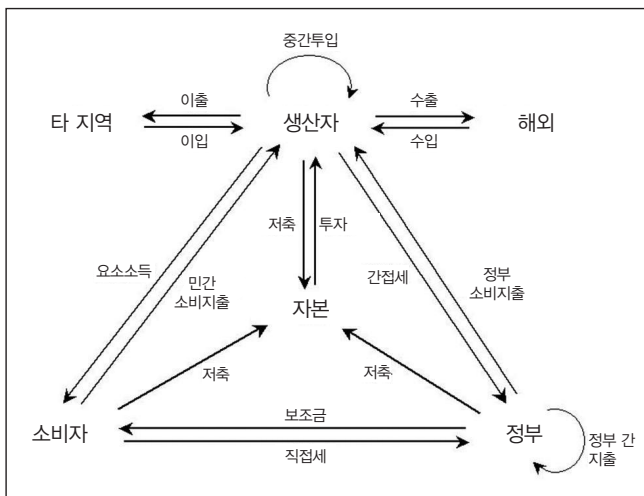 중간투입
이출
수출
타 지역
생산자
해외
이입
수입
저축
투자
요소소득
민간
소비지출
간접세
정부
소비지출
자본
저축
저축
보조금
소비자
정부
정부 간
지출
직접세